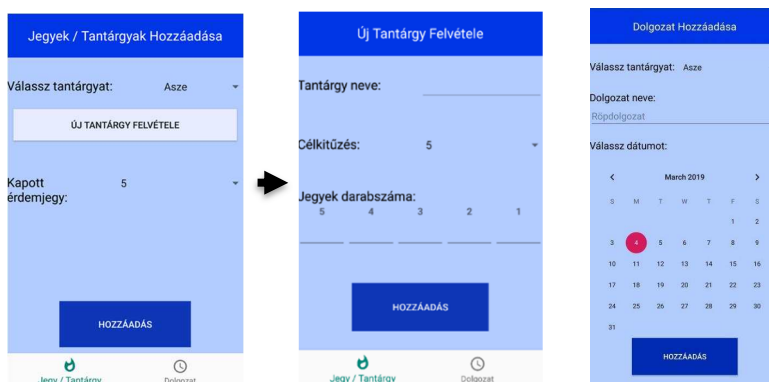 Jegyek / Tantárgyak Hozzáadása
Válassz tantárgyat: Asze
ÚJ TANTÁRGY FELVÉTELE
Kapott érdemjegy: 5
HOZZÁADÁS
Jegy / Tantárgy Dolgozat
Új Tantárgy Felvétele
Tantárgy neve:
Célkitűzés: 5
Jegyek darabszáma:
5 4 3 2 1
HOZZÁADÁS
Jegy / Tantárgy Dolgozat
Dolgozat Hozzáadása
Válassz tantárgyat: Asze
Dolgozat neve:
Röpdolgozat
Válassz dátumot:
< March 2019 >
S M T W T F S
1 2
3 4 5 6 7 8 9
10 11 12 13 14 15 16
17 18 19 20 21 22 23
24 25 26 27 28 29 30
31
HOZZÁADÁS